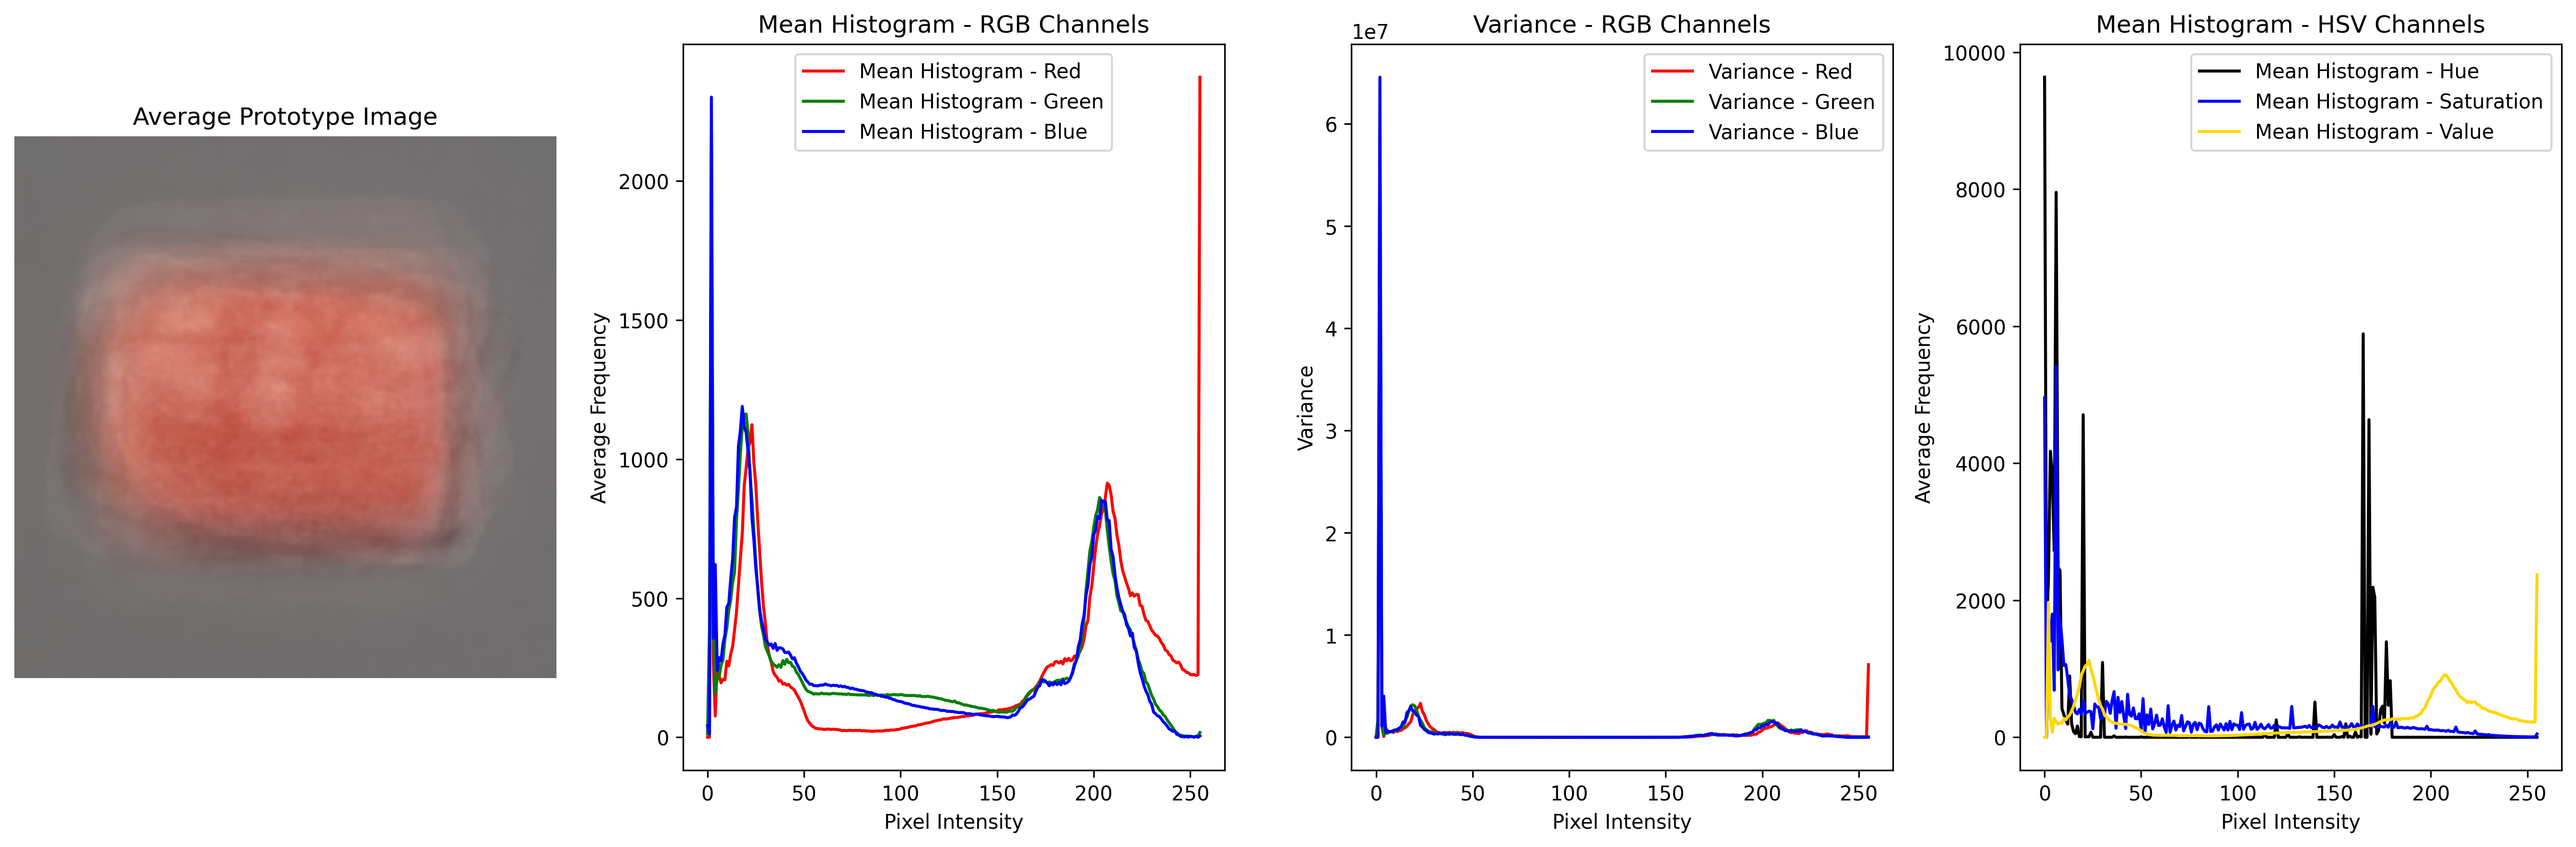 Average Prototype Image
Mean Histogram - RGB Channels
Mean Histogram - Red
Mean Histogram - Green
Mean Histogram - Blue
Average Frequency
2000
1500
1000
500
0
0 50 100 150 200 250
Pixel Intensity
Variance - RGB Channels
1e7
Variance - Red
Variance - Green
Variance - Blue
Variance
6
5
4
3
2
1
0
0 50 100 150 200 250
Pixel Intensity
Mean Histogram - HSV Channels
Mean Histogram - Hue
Mean Histogram - Saturation
Mean Histogram - Value
Average Frequency
10000
8000
6000
4000
2000
0
0 50 100 150 200 250
Pixel Intensity